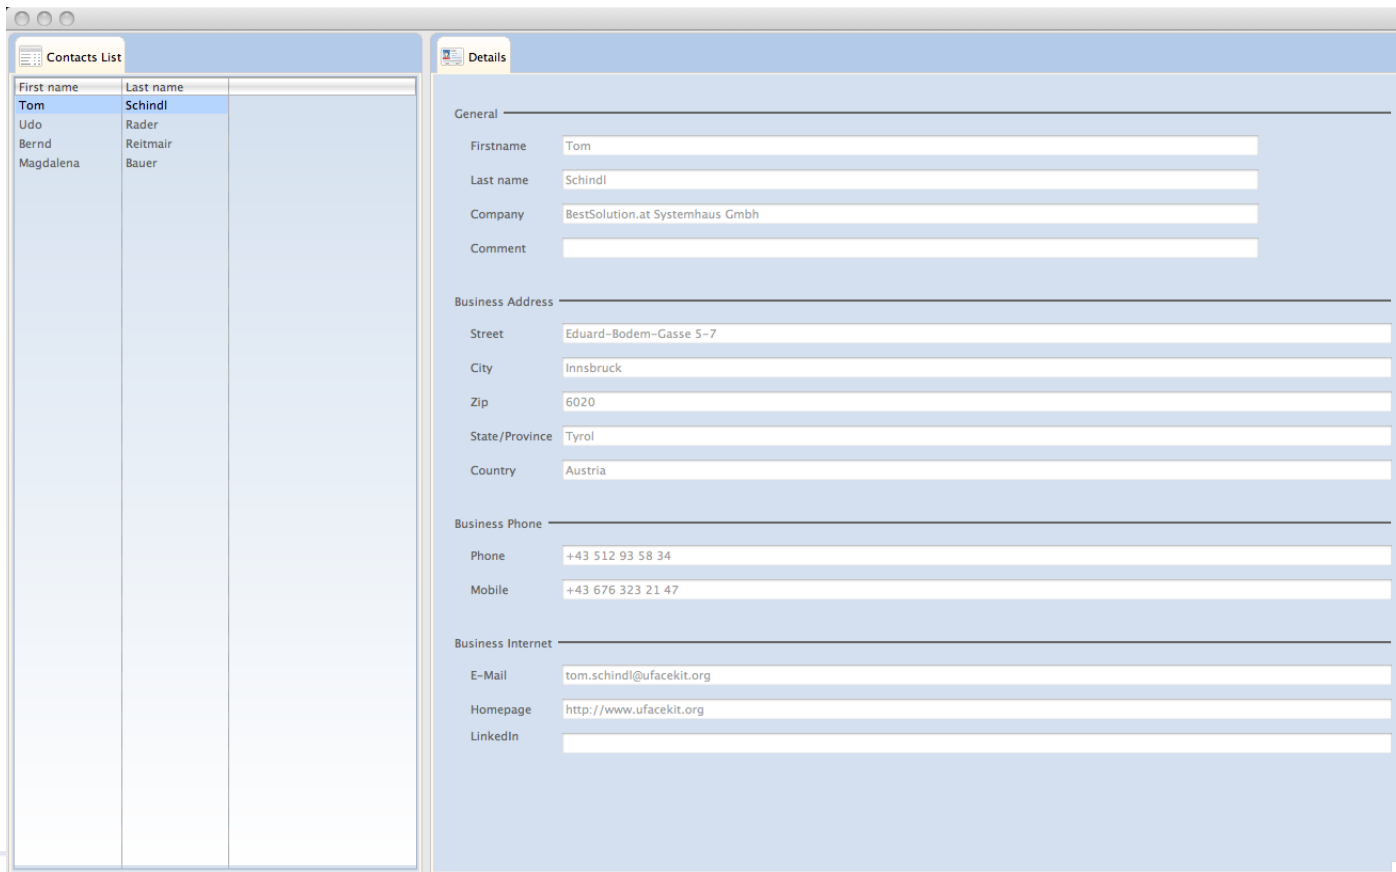 Contacts List
First name Last name
Tom Schindl
Udo Rader
Bernd Reitmair
Magdalena Bauer
Details
General
Firstname Tom
Last name Schindl
Company BestSolution.at Systemhaus Gmbh
Comment
Business Address
Street Eduard-Bodem-Gasse 5-7
City Innsbruck
Zip 6020
State/Province Tyrol
Country Austria
Business Phone
Phone +43 512 93 58 34
Mobile +43 676 323 21 47
Business Internet
E-Mail tom.schindl@ufacekit.org
Homepage http://www.ufacekit.org
LinkedIn